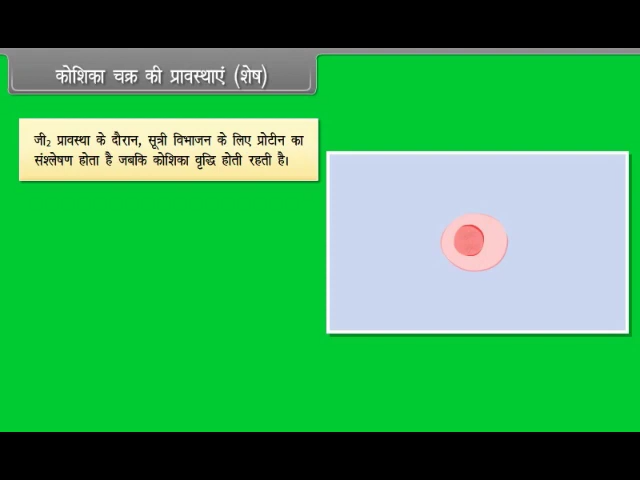 कोशिका चक्र की प्रावस्थाएं (शेष)
जी₂ प्रावस्था के दौरान, सूत्री विभाजन के लिए प्रोटीन का
संश्लेषण होता है जबकि कोशिका वृद्धि होती रहती है।